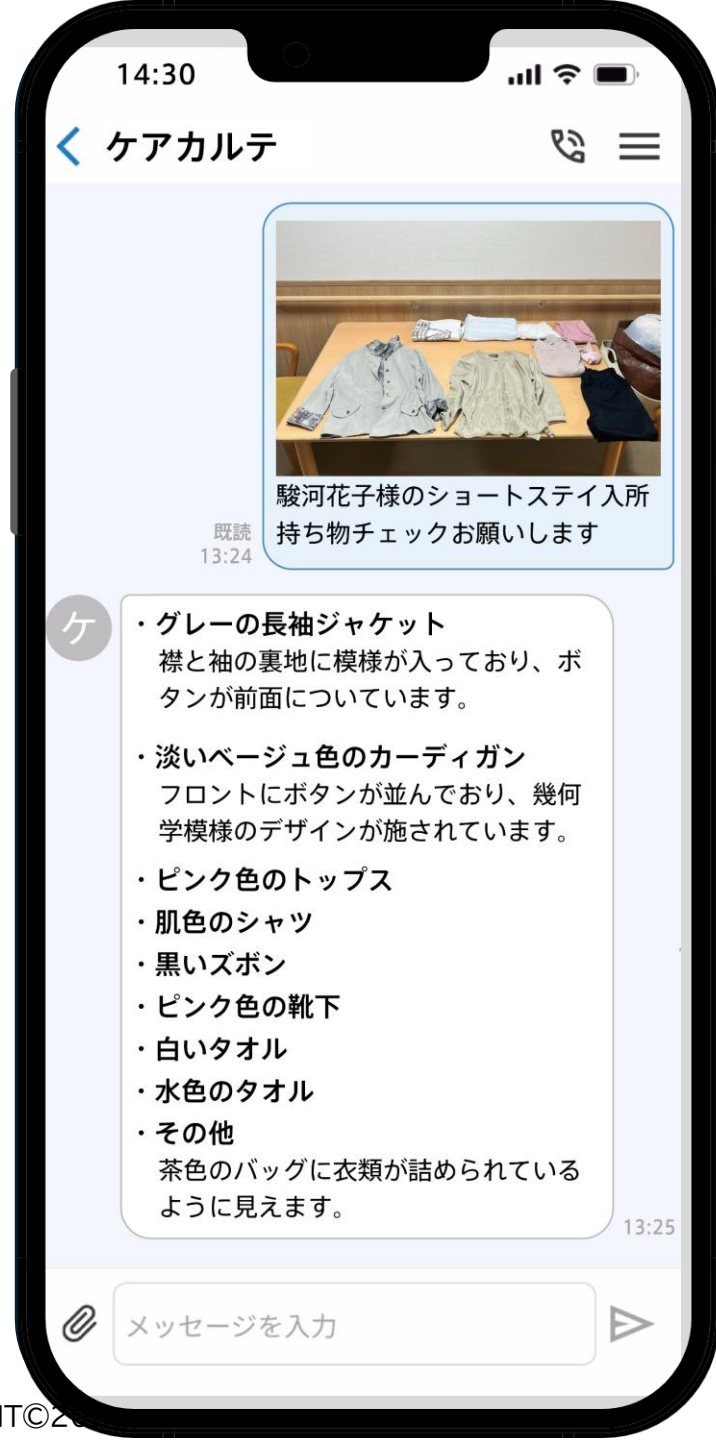 14:30
ケアカルテ
駿河花子様のショートステイ入所
持ち物チェックお願いします
既読
13:24
ケ
・グレーの長袖ジャケット
襟と袖の裏地に模様が入っており、ボ
タンが前面についています。
・淡いベージュ色のカーディガン
フロントにボタンが並んでおり、幾何
学模様のデザインが施されています。
・ピンク色のトップス
・肌色のシャツ
・黒いズボン
・ピンク色の靴下
・白いタオル
・水色のタオル
・その他
茶色のバッグに衣類が詰められている
ように見えます。
13:25
メッセージを入力